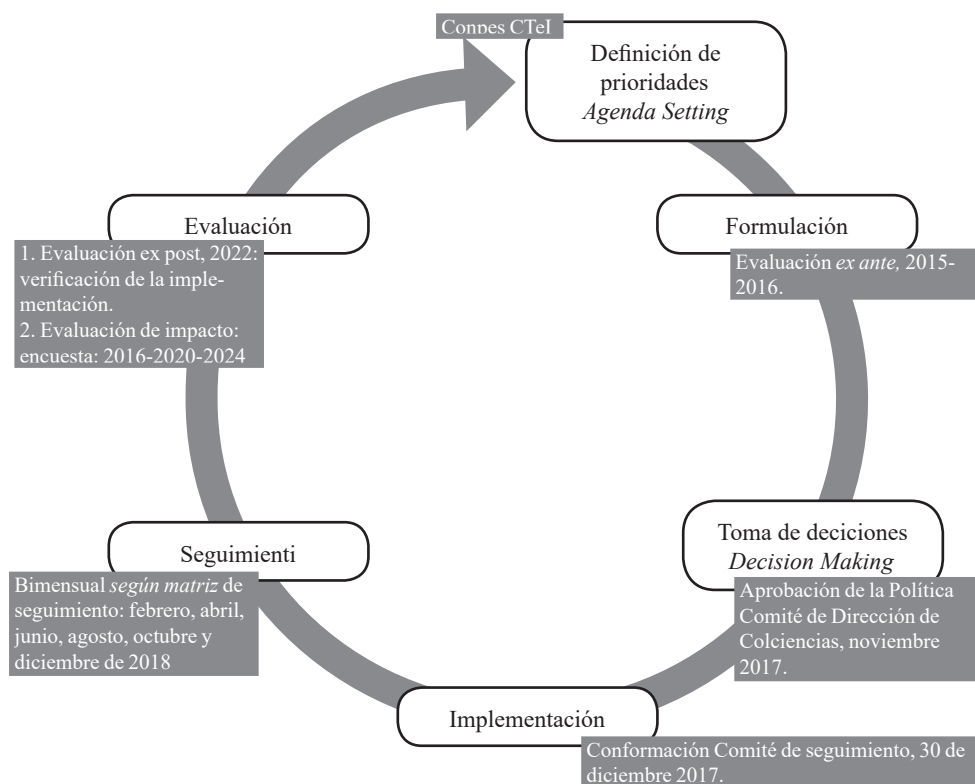 Conpes CTeI
Definición de
prioridades
Agenda Setting
Formulación
Evaluación ex ante, 2015-
2016.
Toma de deciciones
Decision Making
Aprobación de la Política
Comité de Dirección de
Colciencias, noviembre
2017.
Implementación
Conformación Comité de seguimiento, 30 de
diciembre 2017.
Seguimienti
Bimensual según matriz de
seguimiento: febrero, abril,
junio, agosto, octubre y
diciembre de 2018
Evaluación
1. Evaluación ex post, 2022:
verificación de la imple-
mentación.
2. Evaluación de impacto:
encuesta: 2016-2020-2024